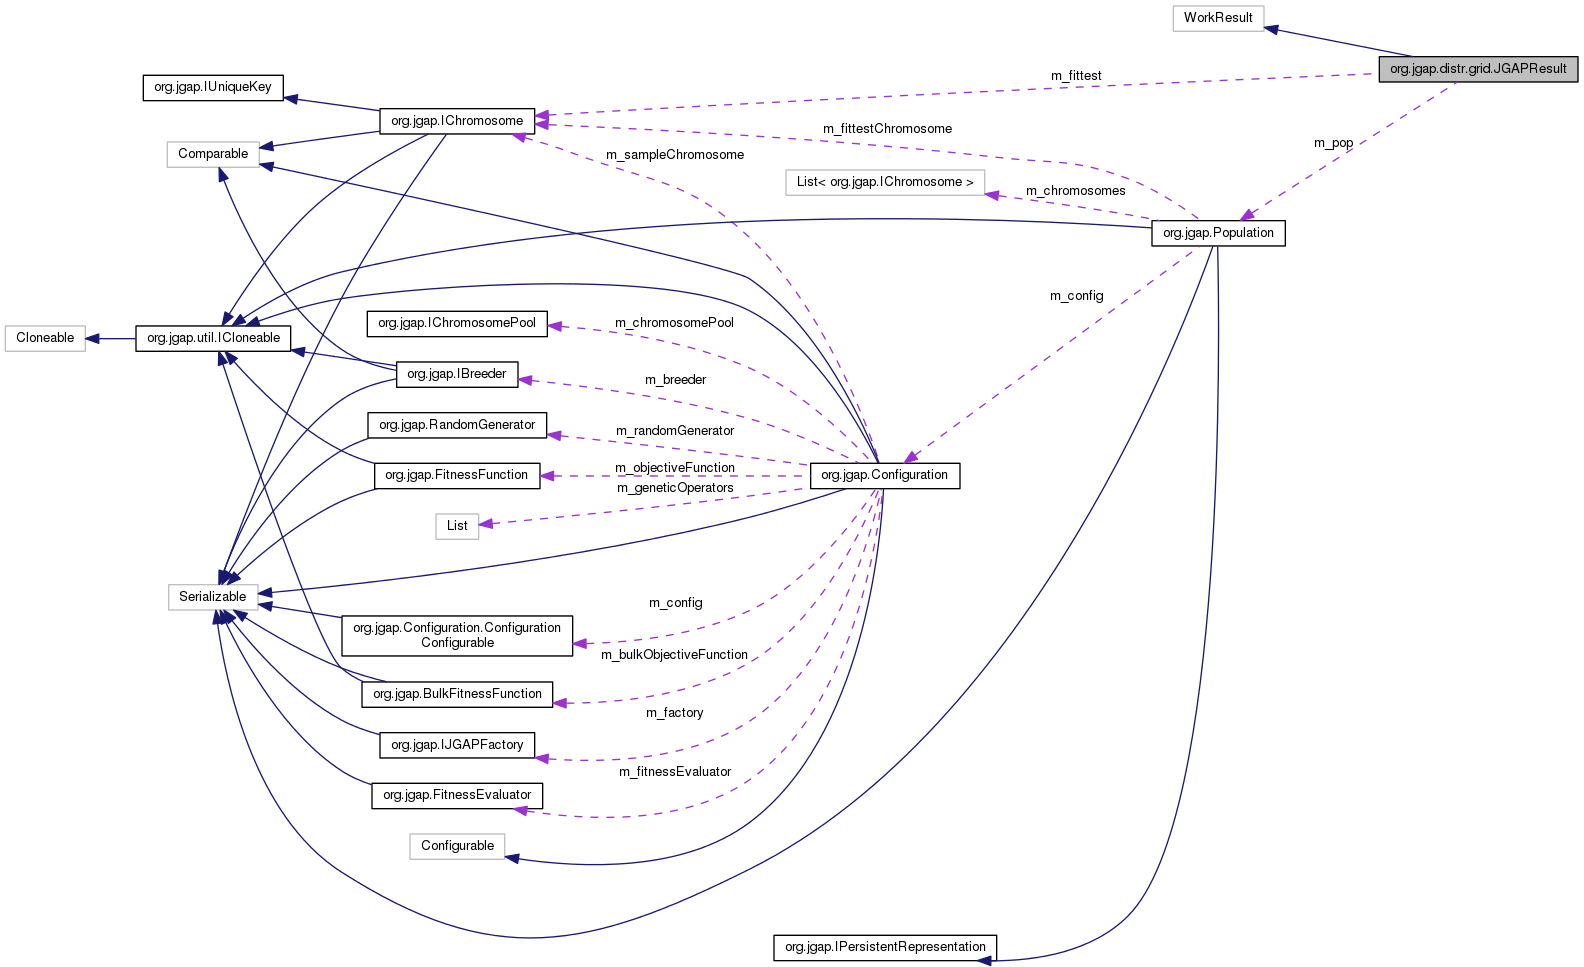 WorkResult
org.jgap.distr.grid.JGAPResult
m_fittest
org.jgap.IUniqueKey
org.jgap.IChromosome
m_fittestChromosome
m_pop
Comparable
m_sampleChromosome
List< org.jgap.IChromosome >
m_chromosomes
org.jgap.Population
m_config
org.jgap.IChromosomePool
m_chromosomePool
Cloneable
org.jgap.util.ICloneable
org.jgap.IBreeder
m_breeder
org.jgap.RandomGenerator
m_randomGenerator
org.jgap.FitnessFunction
m_objectiveFunction
org.jgap.Configuration
m_geneticOperators
List
Serializable
m_config
org.jgap.Configuration.Configuration
Configurable
m_bulkObjectiveFunction
org.jgap.BulkFitnessFunction
m_factory
org.jgap.IJGAPFactory
m_fitnessEvaluator
org.jgap.FitnessEvaluator
Configurable
org.jgap.IPersistentRepresentation